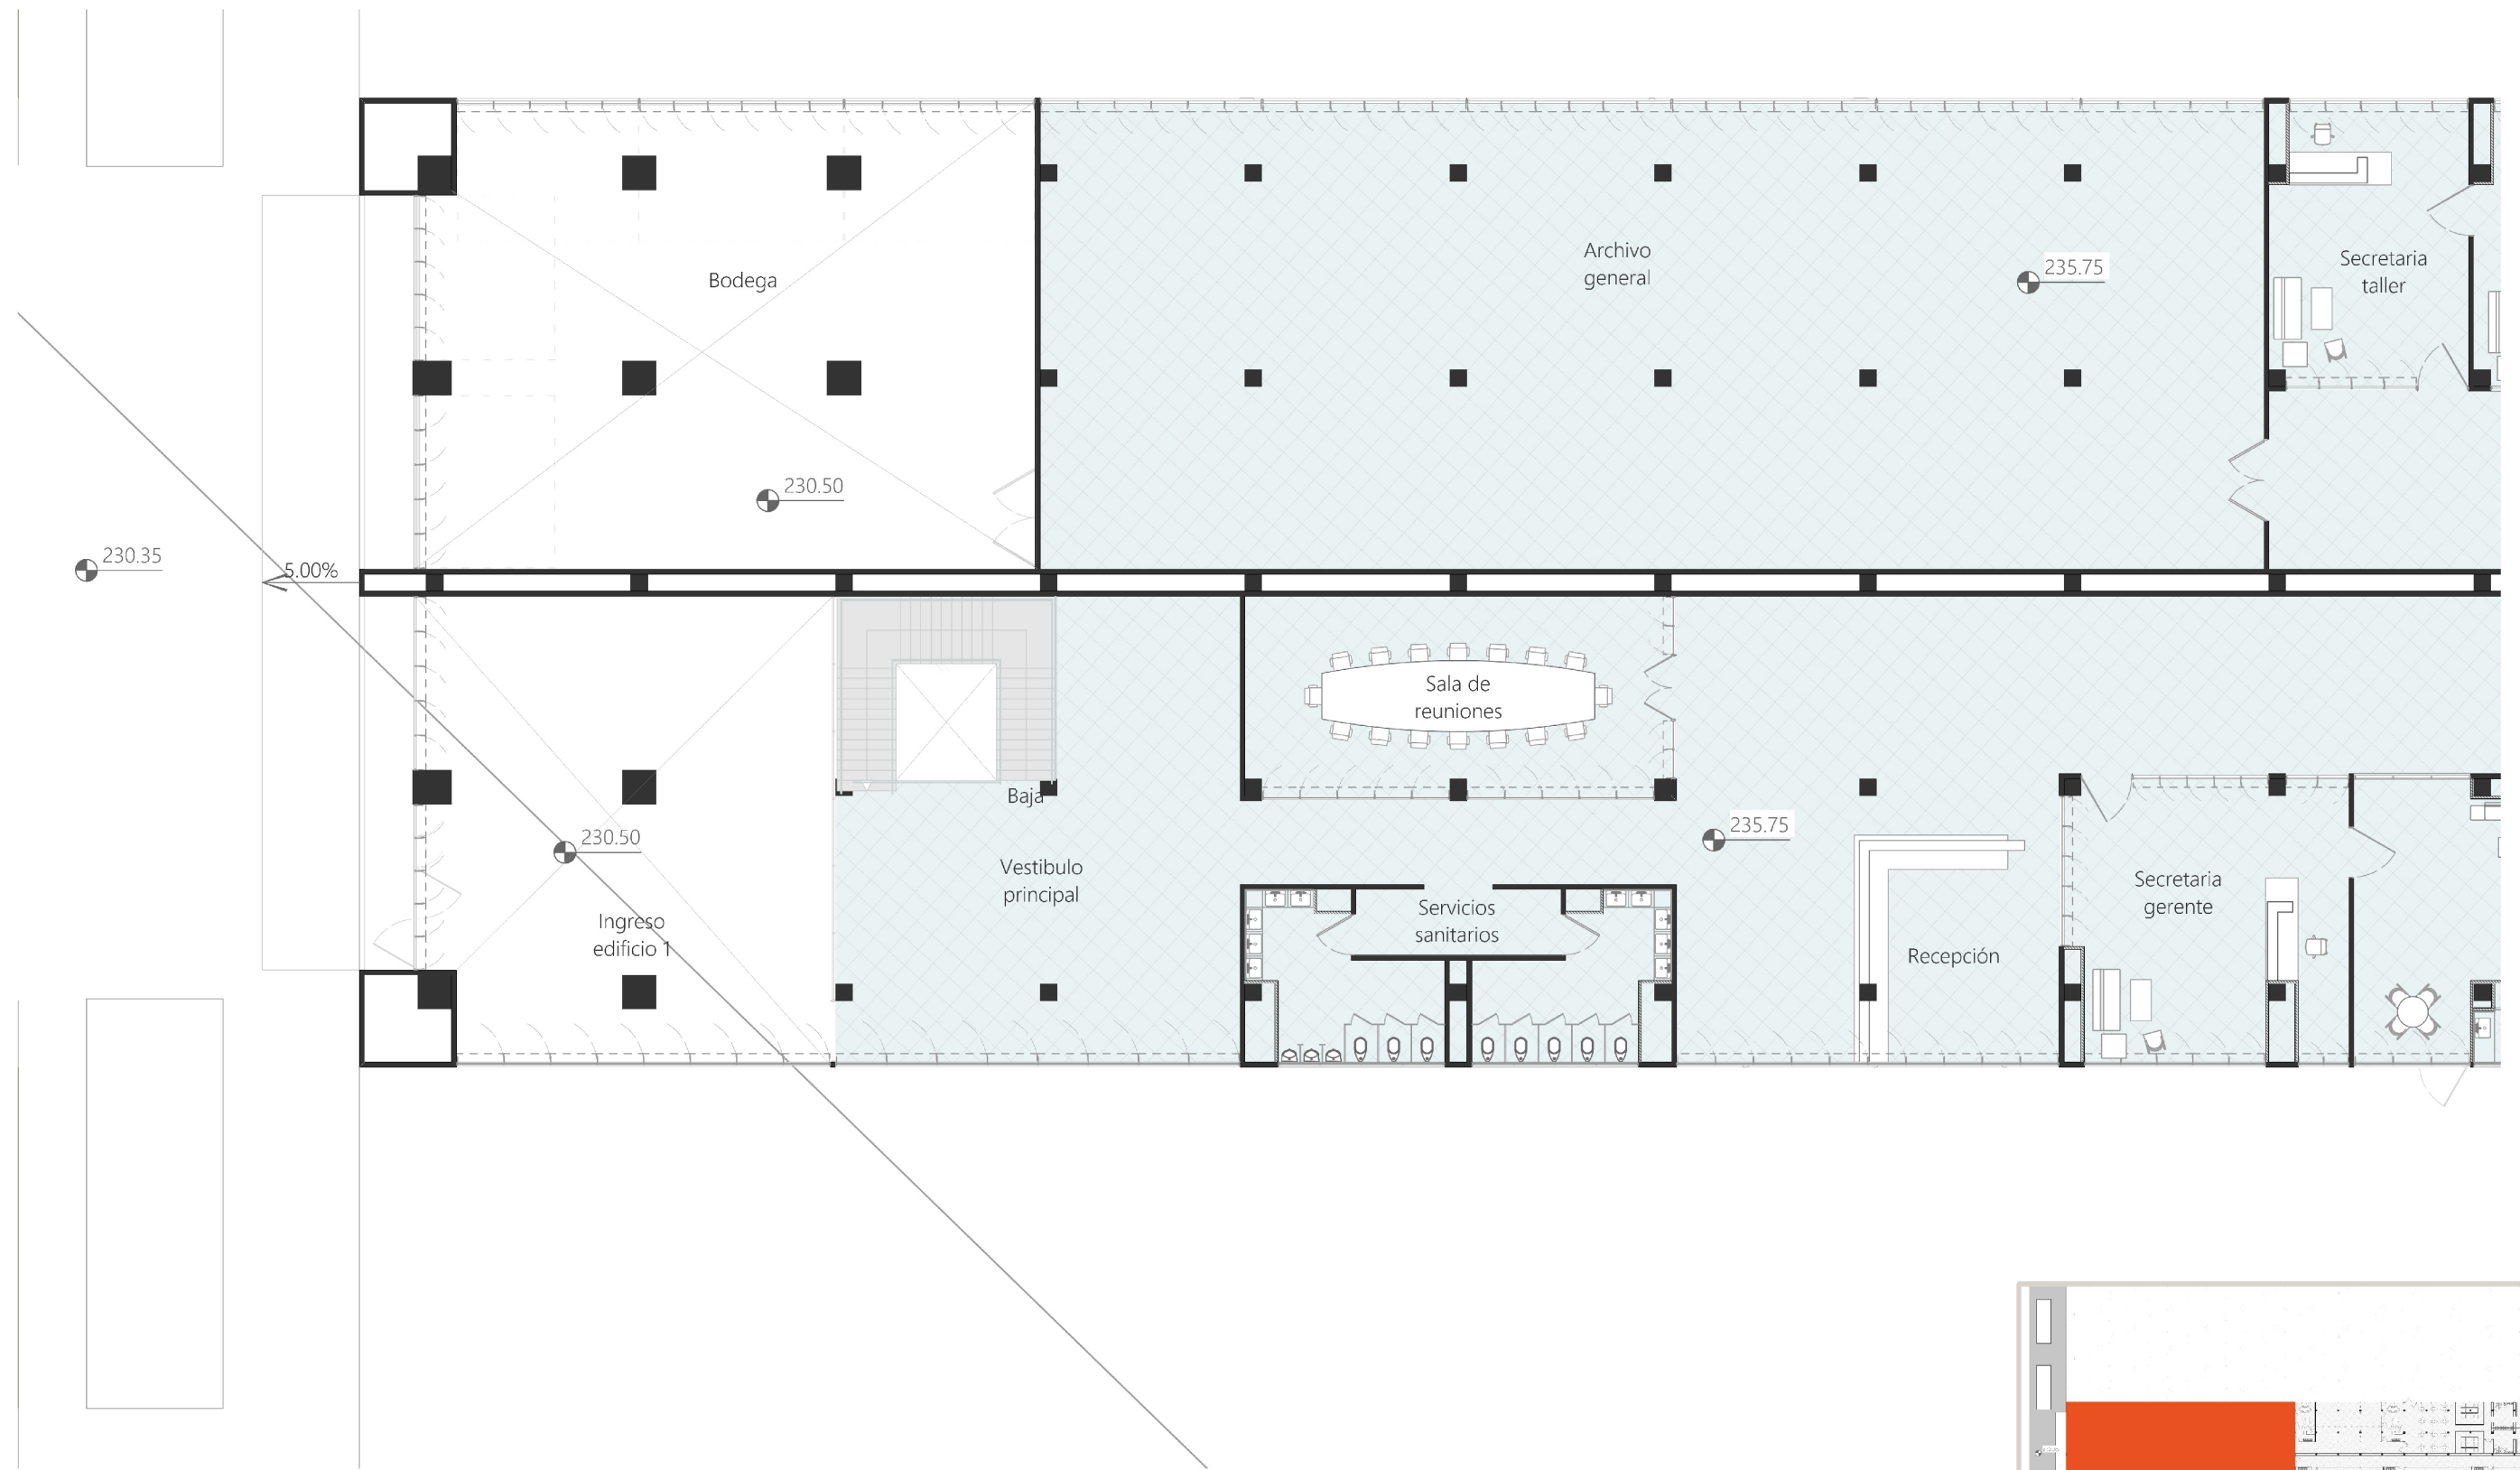 Bodega
Archivo
general
235.75
Secretaria
taller
230.50
230.35
5.00%
Sala de
reuniones
Baja
230.50
235.75
Vestibulo
principal
Ingreso
edificio 1
Servicios
sanitarios
Secretaria
gerente
Recepción